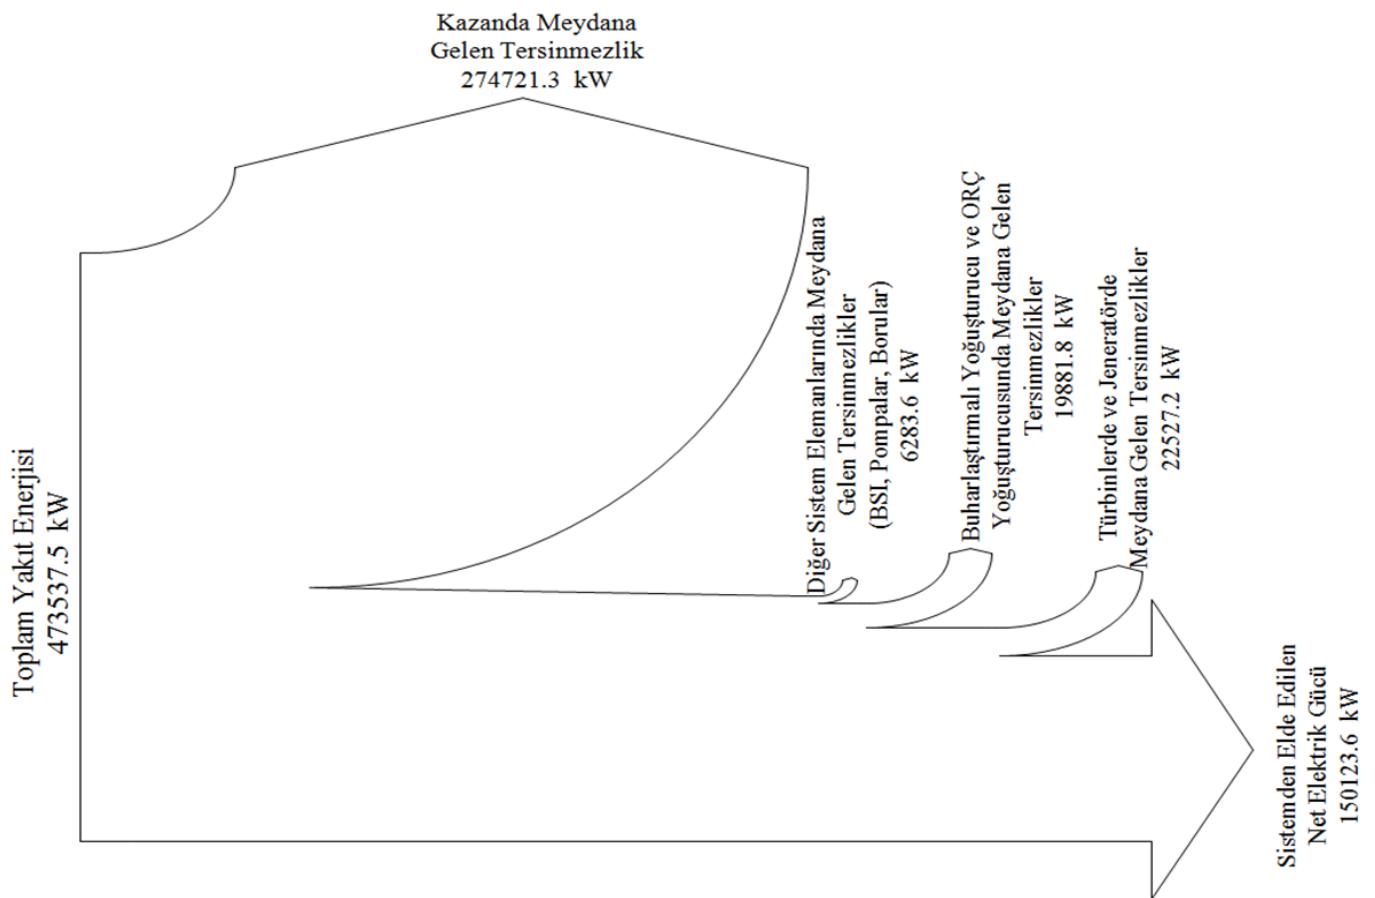 Kazanda Meydana
Gelen Tersinmezlik
274721.3 kW
Toplam Yakıt Enerjisi
473537.5 kW
Diğer Sistem Elemanlarında Meydana
Gelen Tersinmezlikler
(BSI, Pompalar, Borular)
6283.6 kW
Buharlaştırmalı Yoğuşturucu ve ORÇ
Yoğuşturucusunda Meydana Gelen
Tersinmezlikler
19881.8 kW
Türbinlerde ve Jeneratörde
Meydana Gelen Tersinmezlikler
22527.2 kW
Sistemden Elde Edilen
Net Elektrik Gücü
150123.6 kW